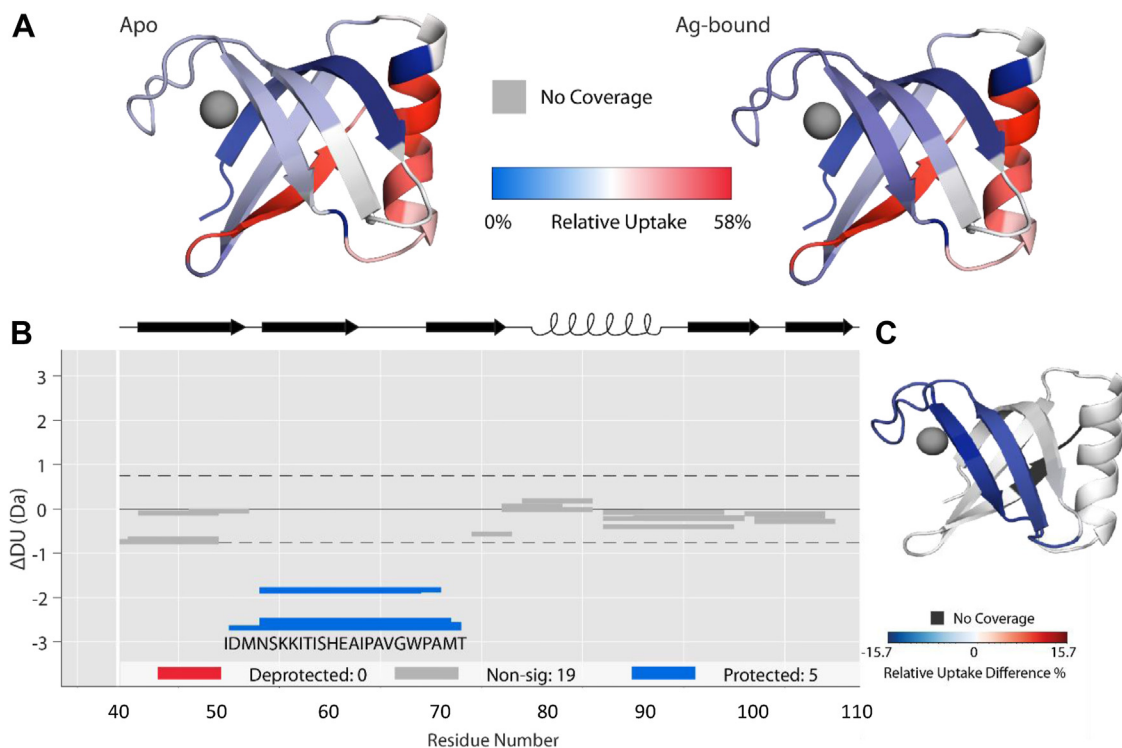 A
Apo
Ag-bound
No Coverage
0%
Relative Uptake
58%
B
C
3
2
1
0
-1
-2
-3
ΔDU (Da)
IDMNSKKITISHEAIPAVGWPAMT
Deprotected: 0
Non-sig: 19
Protected: 5
40
50
60
70
80
90
100
110
Residue Number
No Coverage
-15.7
0
15.7
Relative Uptake Difference %